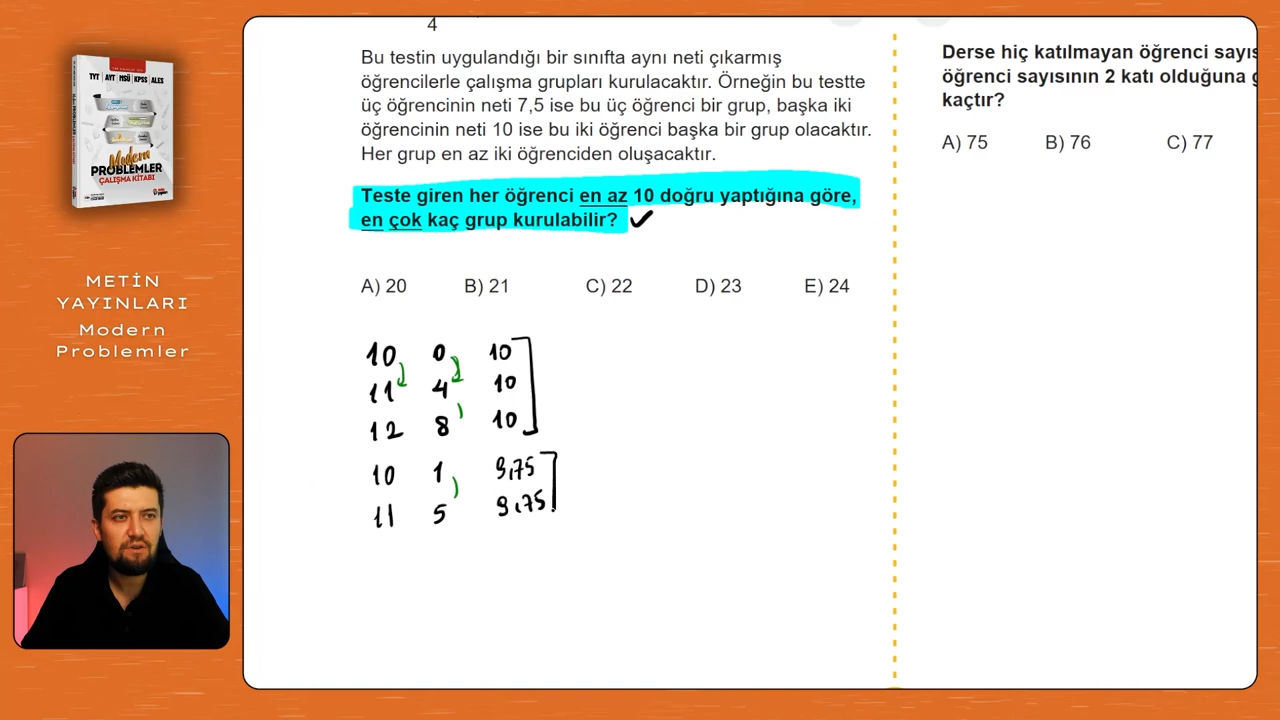 4
Bu testin uygulandığı bir sınıfta aynı neti çıkarmış
öğrencilerle çalışma grupları kurulacaktır. Örneğin bu testte
üç öğrencinin neti 7,5 ise bu üç öğrenci bir grup, başka iki
öğrencinin neti 10 ise bu iki öğrenci başka bir grup olacaktır.
Her grup en az iki öğrenciden oluşacaktır.
Teste giren her öğrenci en az 10 doğru yaptığına göre,
en çok kaç grup kurulabilir?
A) 20 B) 21 C) 22 D) 23 E) 24
10 0 10
11 4 10
12 8 10
10 1 9,75
11 5 9,75
Derse hiç katılmayan öğrenci
öğrenci sayısının 2 katı olduğuna
kaçtır?
A) 75 B) 76 C) 77
TYT | AYT | MSÜ | KPSS | ALES
Modern
PROBLEMLER
ÇALIŞMA KİTABI
METİN
YAYINLARI
Modern
Problemler